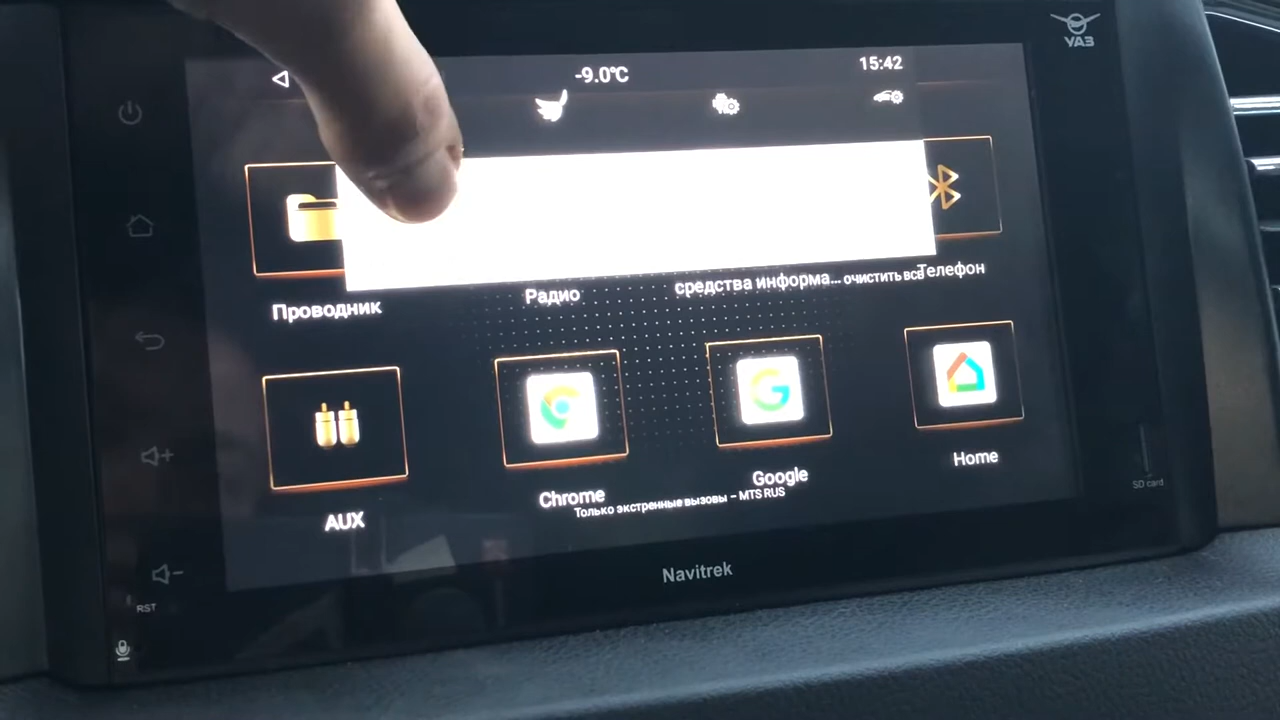 УАЗ
-9.0℃
15:42
Проводник
Радио
средства информа...
очистить все
Телефон
AUX
Chrome
Google
Home
Только экстренные вызовы – MTS RUS
SD card
Navitrek
RST